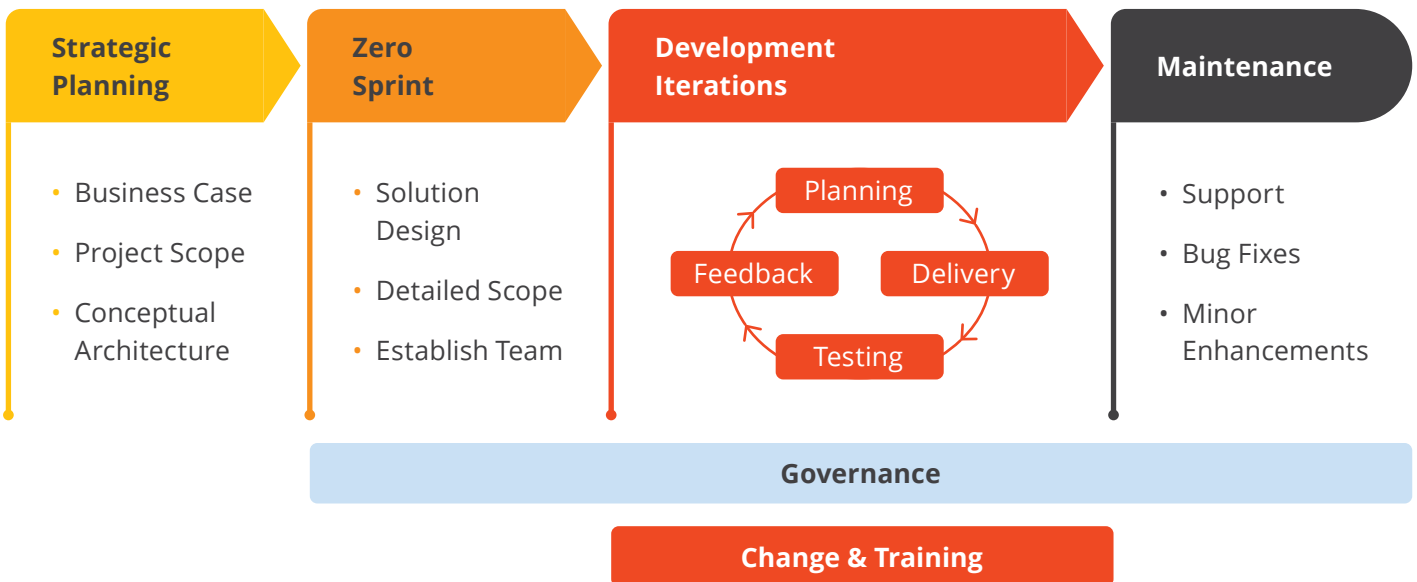 Strategic
Planning
Zero
Sprint
Development
Iterations
Maintenance
• Business Case
• Project Scope
• Conceptual
Architecture
• Solution
Design
• Detailed Scope
• Establish Team
Planning
Feedback
Delivery
Testing
• Support
• Bug Fixes
• Minor
Enhancements
Governance
Change & Training